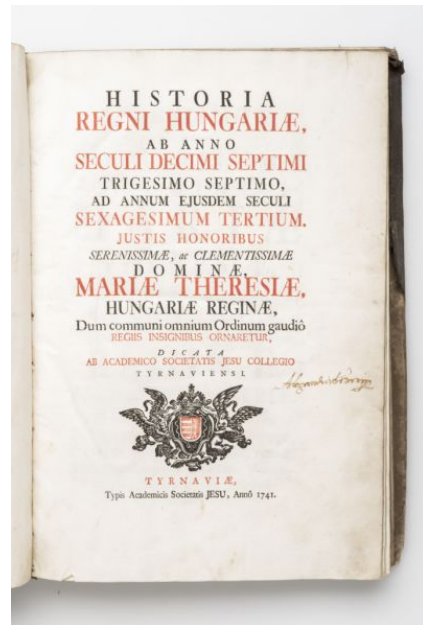 HISTORIA
REGNI HUNGARIÆ,
AB ANNO
SECULI DECIMI SEPTIMI
TRIGESIMO SEPTIMO,
AD ANNUM EJUSDEM SECULI
SEXAGESIMUM TERTIUM.
JUSTIS HONORIBUS
SERENISSIMÆ, ac CLEMENTISSIMÆ
DOMINÆ,
MARIÆ THERESIÆ,
HUNGARIÆ REGINÆ,
Dum communi omnium Ordinum gaudiô
REGIIS INSIGNIBUS ORNARETUR,
DICATA
AB ACADEMICO SOCIETATIS JESU COLLEGIO
TYRNAVIENSI.
TYRNAVIÆ,
Typis Academicis Societatis JESU, Annô 1741.